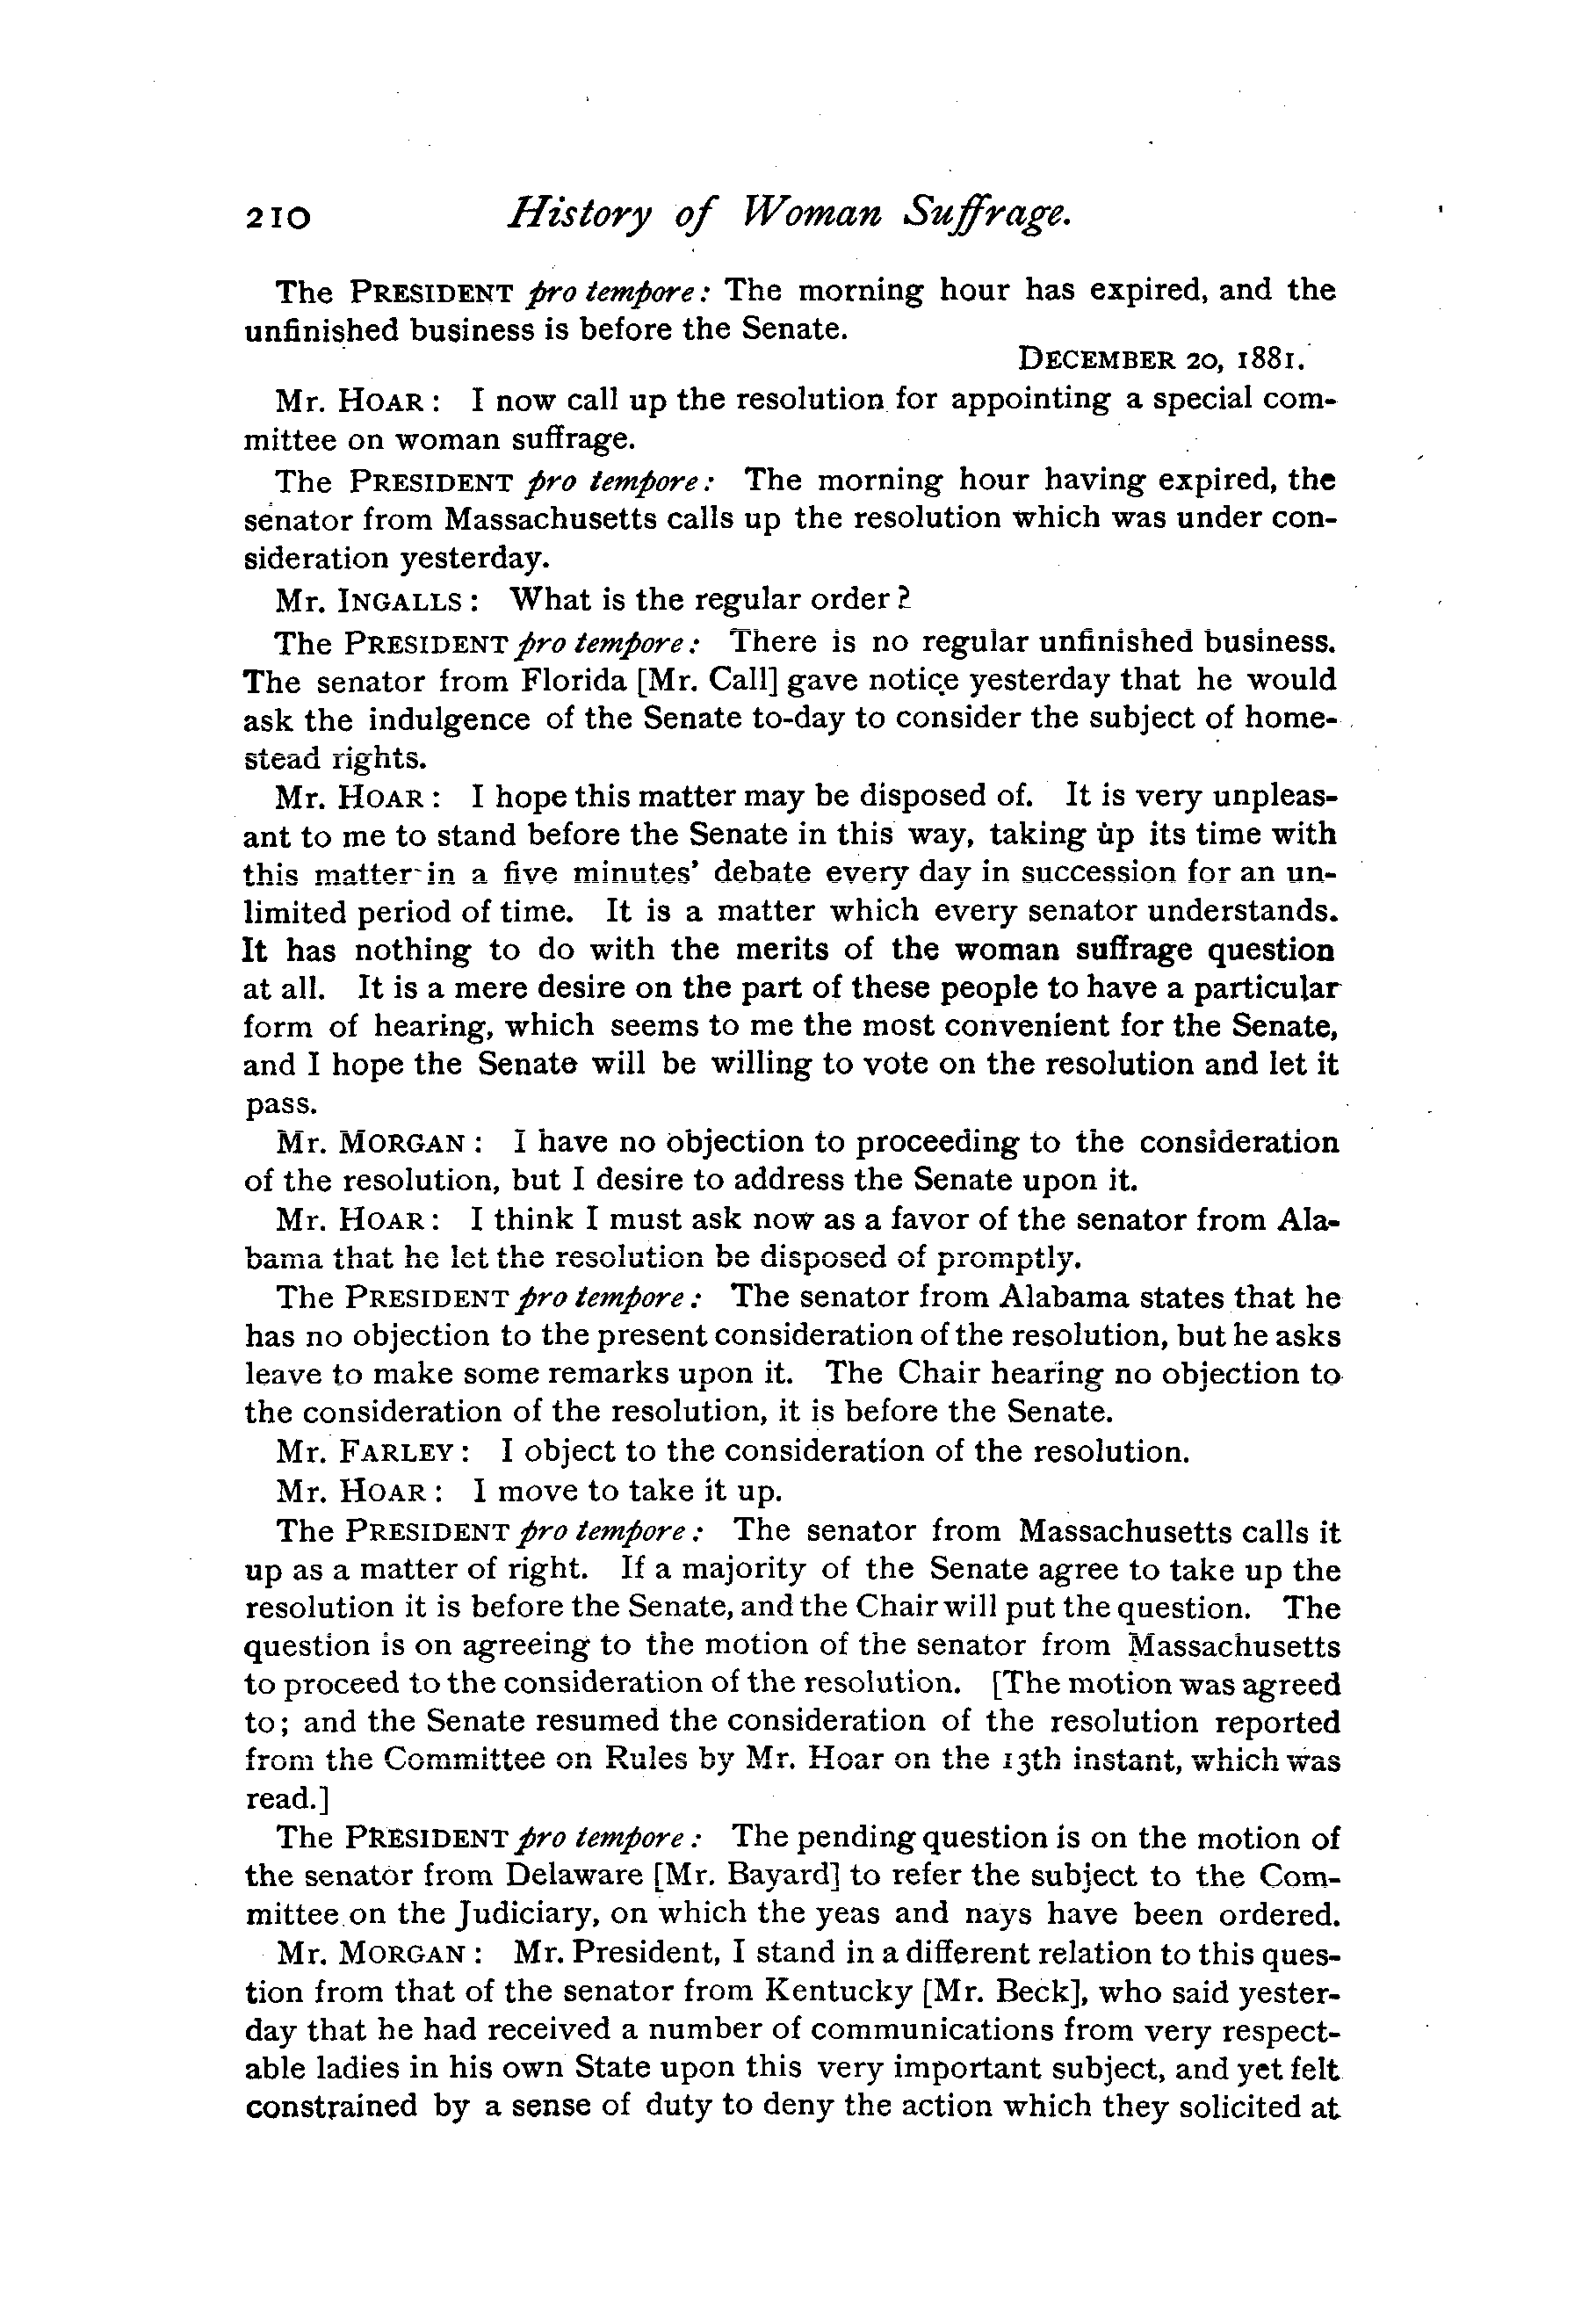 210 History of Woman Suffrage.
The PRESIDENT pro tempore: The morning hour has expired, and the
unfinished business is before the Senate.
DECEMBER 20, 1881.
Mr. HOAR: I now call up the resolution for appointing a special com-
mittee on woman suffrage.
The PRESIDENT pro tempore: The morning hour having expired, the
senator from Massachusetts calls up the resolution which was under con-
sideration yesterday.
Mr. INGALLS: What is the regular order?
The PRESIDENT pro tempore: There is no regular unfinished business.
The senator from Florida [Mr. Call] gave notice yesterday that he would
ask the indulgence of the Senate to-day to consider the subject of home-
stead rights.
Mr. HOAR: I hope this matter may be disposed of. It is very unpleas-
ant to me to stand before the Senate in this way, taking up its time with
this matter in a five minutes' debate every day in succession for an un-
limited period of time. It is a matter which every senator understands.
It has nothing to do with the merits of the woman suffrage question
at all. It is a mere desire on the part of these people to have a particular
form of hearing, which seems to me the most convenient for the Senate,
and I hope the Senate will be willing to vote on the resolution and let it
pass.
Mr. MORGAN: I have no objection to proceeding to the consideration
of the resolution, but I desire to address the Senate upon it.
Mr. HOAR: I think I must ask now as a favor of the senator from Ala-
bama that he let the resolution be disposed of promptly.
The PRESIDENT pro tempore: The senator from Alabama states that he
has no objection to the present consideration of the resolution, but he asks
leave to make some remarks upon it. The Chair hearing no objection to
the consideration of the resolution, it is before the Senate.
Mr. FARLEY: I object to the consideration of the resolution.
Mr. HOAR: I move to take it up.
The PRESIDENT pro tempore: The senator from Massachusetts calls it
up as a matter of right. If a majority of the Senate agree to take up the
resolution it is before the Senate, and the Chair will put the question. The
question is on agreeing to the motion of the senator from Massachusetts
to proceed to the consideration of the resolution. [The motion was agreed
to; and the Senate resumed the consideration of the resolution reported
from the Committee on Rules by Mr. Hoar on the 13th instant, which was
read.]
The PRESIDENT pro tempore: The pending question is on the motion of
the senator from Delaware [Mr. Bayard] to refer the subject to the Com-
mittee on the Judiciary, on which the yeas and nays have been ordered.
Mr. MORGAN: Mr. President, I stand in a different relation to this ques-
tion from that of the senator from Kentucky [Mr. Beck], who said yester-
day that he had received a number of communications from very respect-
able ladies in his own State upon this very important subject, and yet felt
constrained by a sense of duty to deny the action which they solicited at